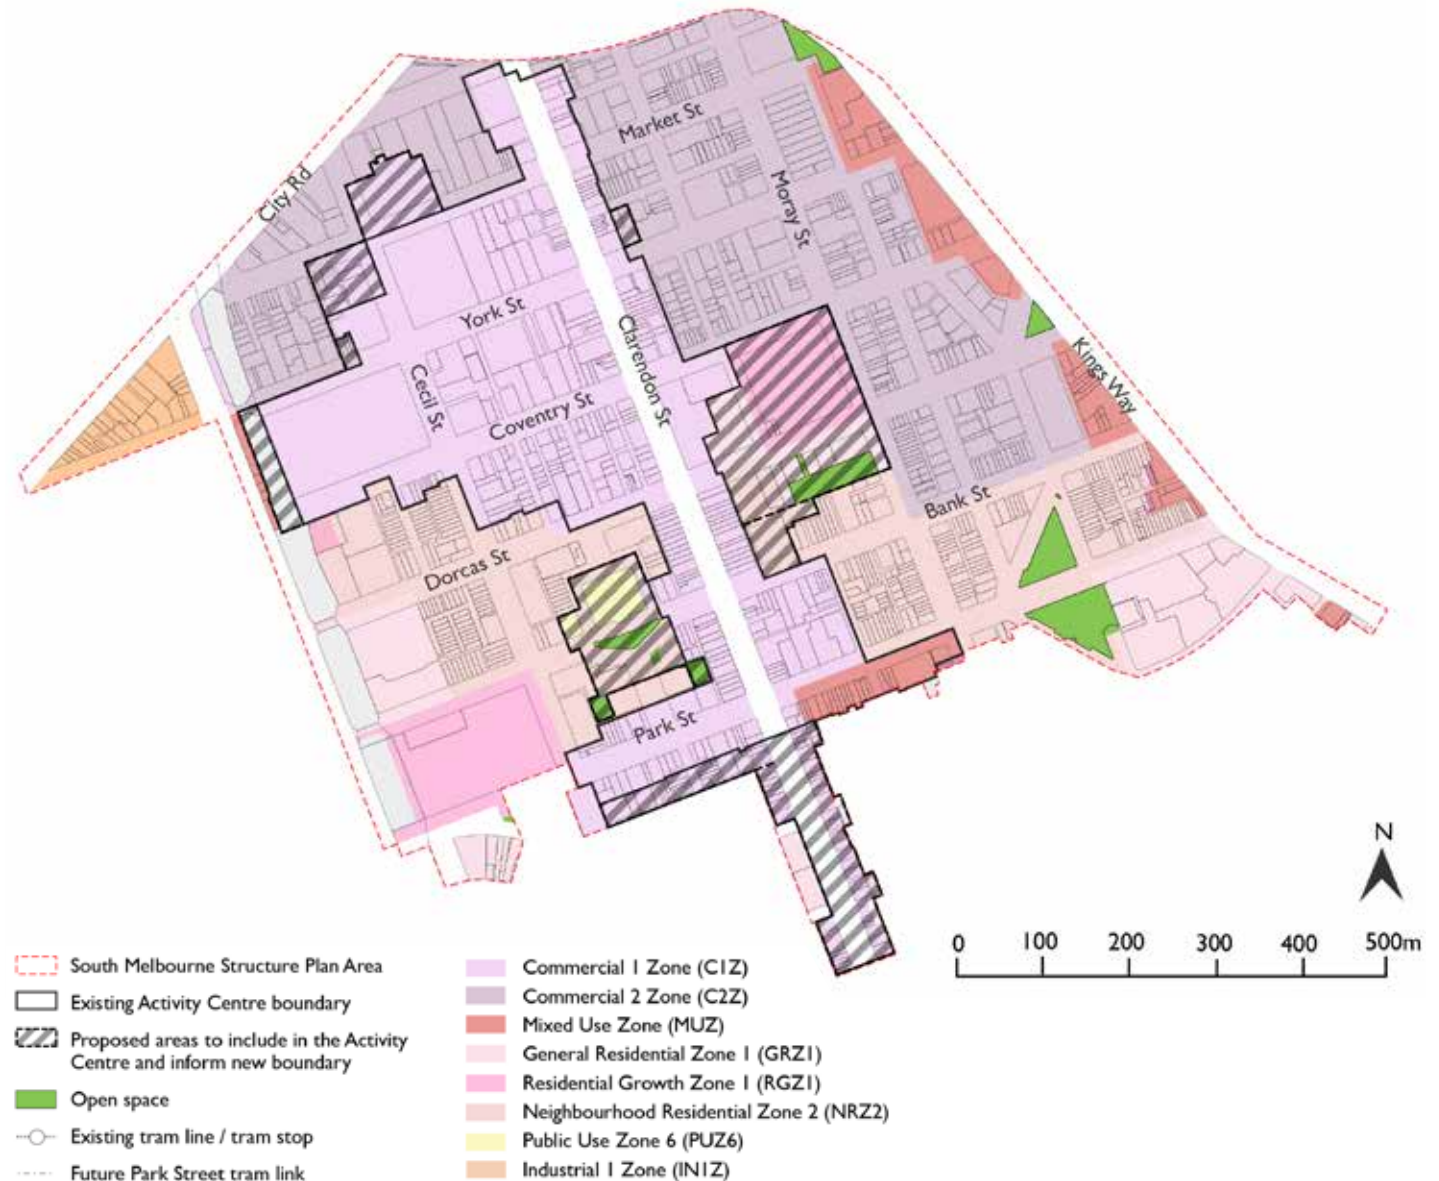 Market St
City Rd
Moray St
York St
Clarendon St
Kings Way
Cecil St
Coventry St
Bank St
Dorcas St
Park St
N
0 100 200 300 400 500m
South Melbourne Structure Plan Area
Existing Activity Centre boundary
Proposed areas to include in the Activity
Centre and inform new boundary
Open space
Existing tram line / tram stop
Future Park Street tram link
Commercial 1 Zone (C1Z)
Commercial 2 Zone (C2Z)
Mixed Use Zone (MUZ)
General Residential Zone 1 (GRZ1)
Residential Growth Zone 1 (RGZ1)
Neighbourhood Residential Zone 2 (NRZ2)
Public Use Zone 6 (PUZ6)
Industrial 1 Zone (IN1Z)